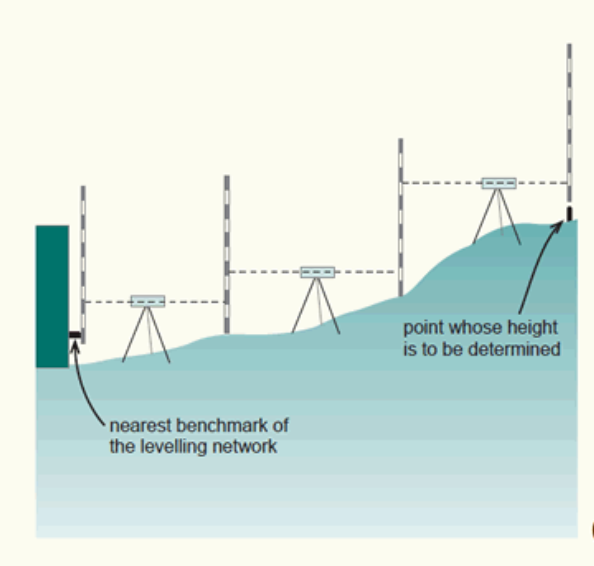 point whose height
is to be determined
nearest benchmark of
the levelling network
(